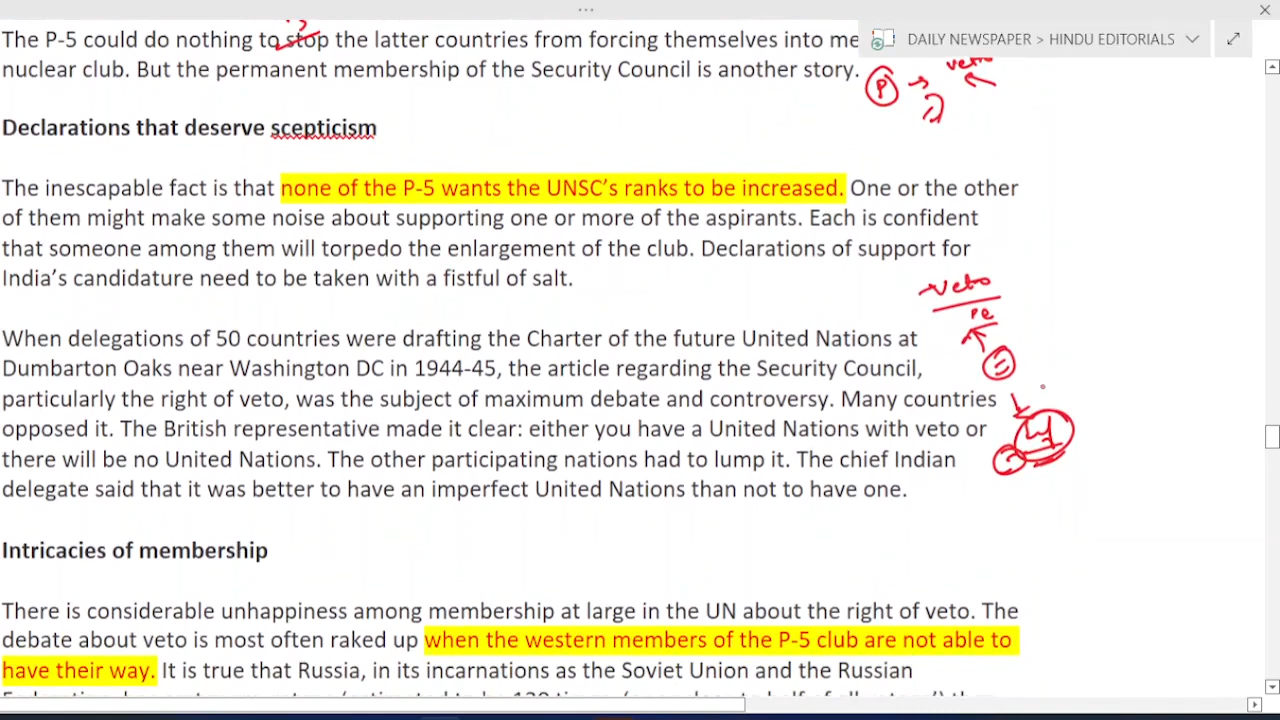 The P-5 could do nothing to stop the latter countries from forcing themselves into me
DAILY NEWSPAPER > HINDU EDITORIALS
nuclear club. But the permanent membership of the Security Council is another story.
veto
P
Declarations that deserve scepticism
The inescapable fact is that none of the P-5 wants the UNSC’s ranks to be increased. One or the other
of them might make some noise about supporting one or more of the aspirants. Each is confident
that someone among them will torpedo the enlargement of the club. Declarations of support for
India’s candidature need to be taken with a fistful of salt.
Veto
When delegations of 50 countries were drafting the Charter of the future United Nations at
Dumbarton Oaks near Washington DC in 1944-45, the article regarding the Security Council,
particularly the right of veto, was the subject of maximum debate and controversy. Many countries
opposed it. The British representative made it clear: either you have a United Nations with veto or
there will be no United Nations. The other participating nations had to lump it. The chief Indian
delegate said that it was better to have an imperfect United Nations than not to have one.
Intricacies of membership
There is considerable unhappiness among membership at large in the UN about the right of veto. The
debate about veto is most often raked up when the western members of the P-5 club are not able to
have their way. It is true that Russia, in its incarnations as the Soviet Union and the Russian